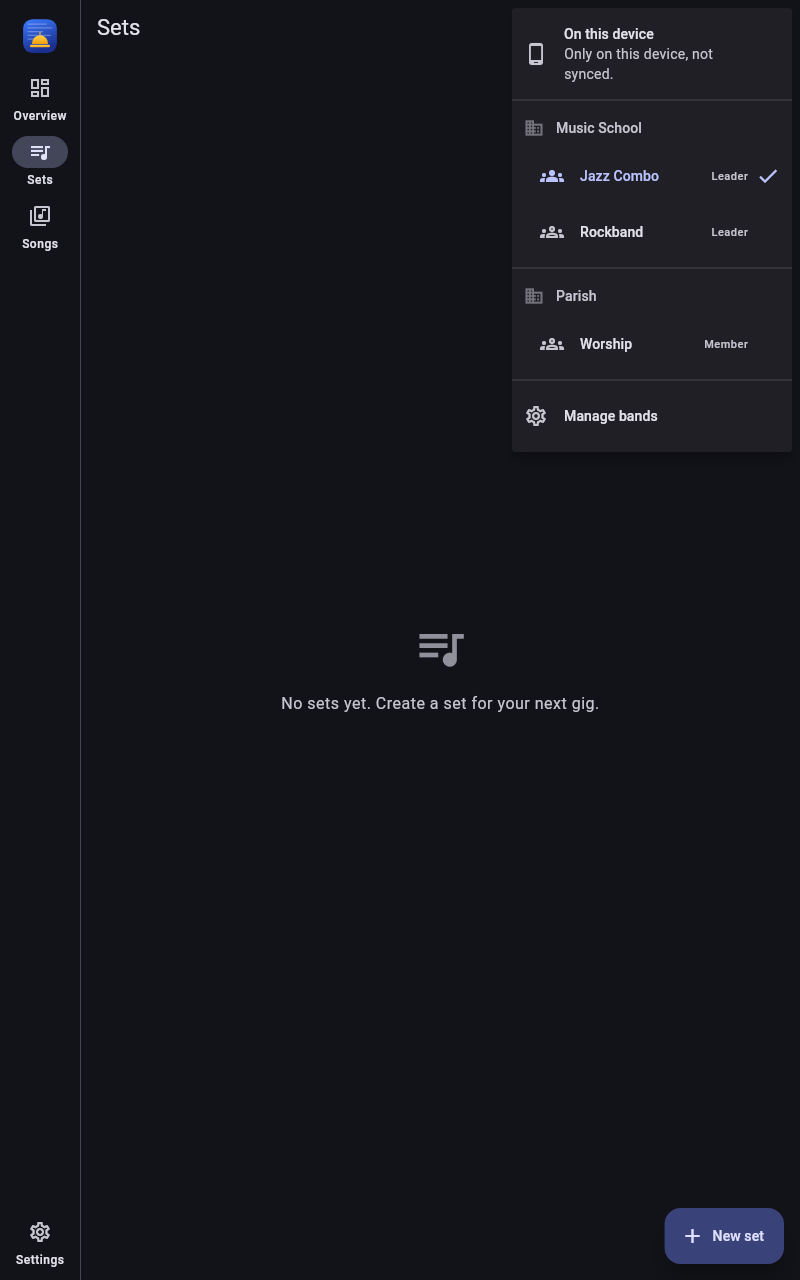 Sets
Overview
Sets
Songs
On this device
Only on this device, not
synced.
Music School
Jazz Combo Leader
Rockband Leader
Parish
Worship Member
Manage bands
No sets yet. Create a set for your next gig.
Settings
New set